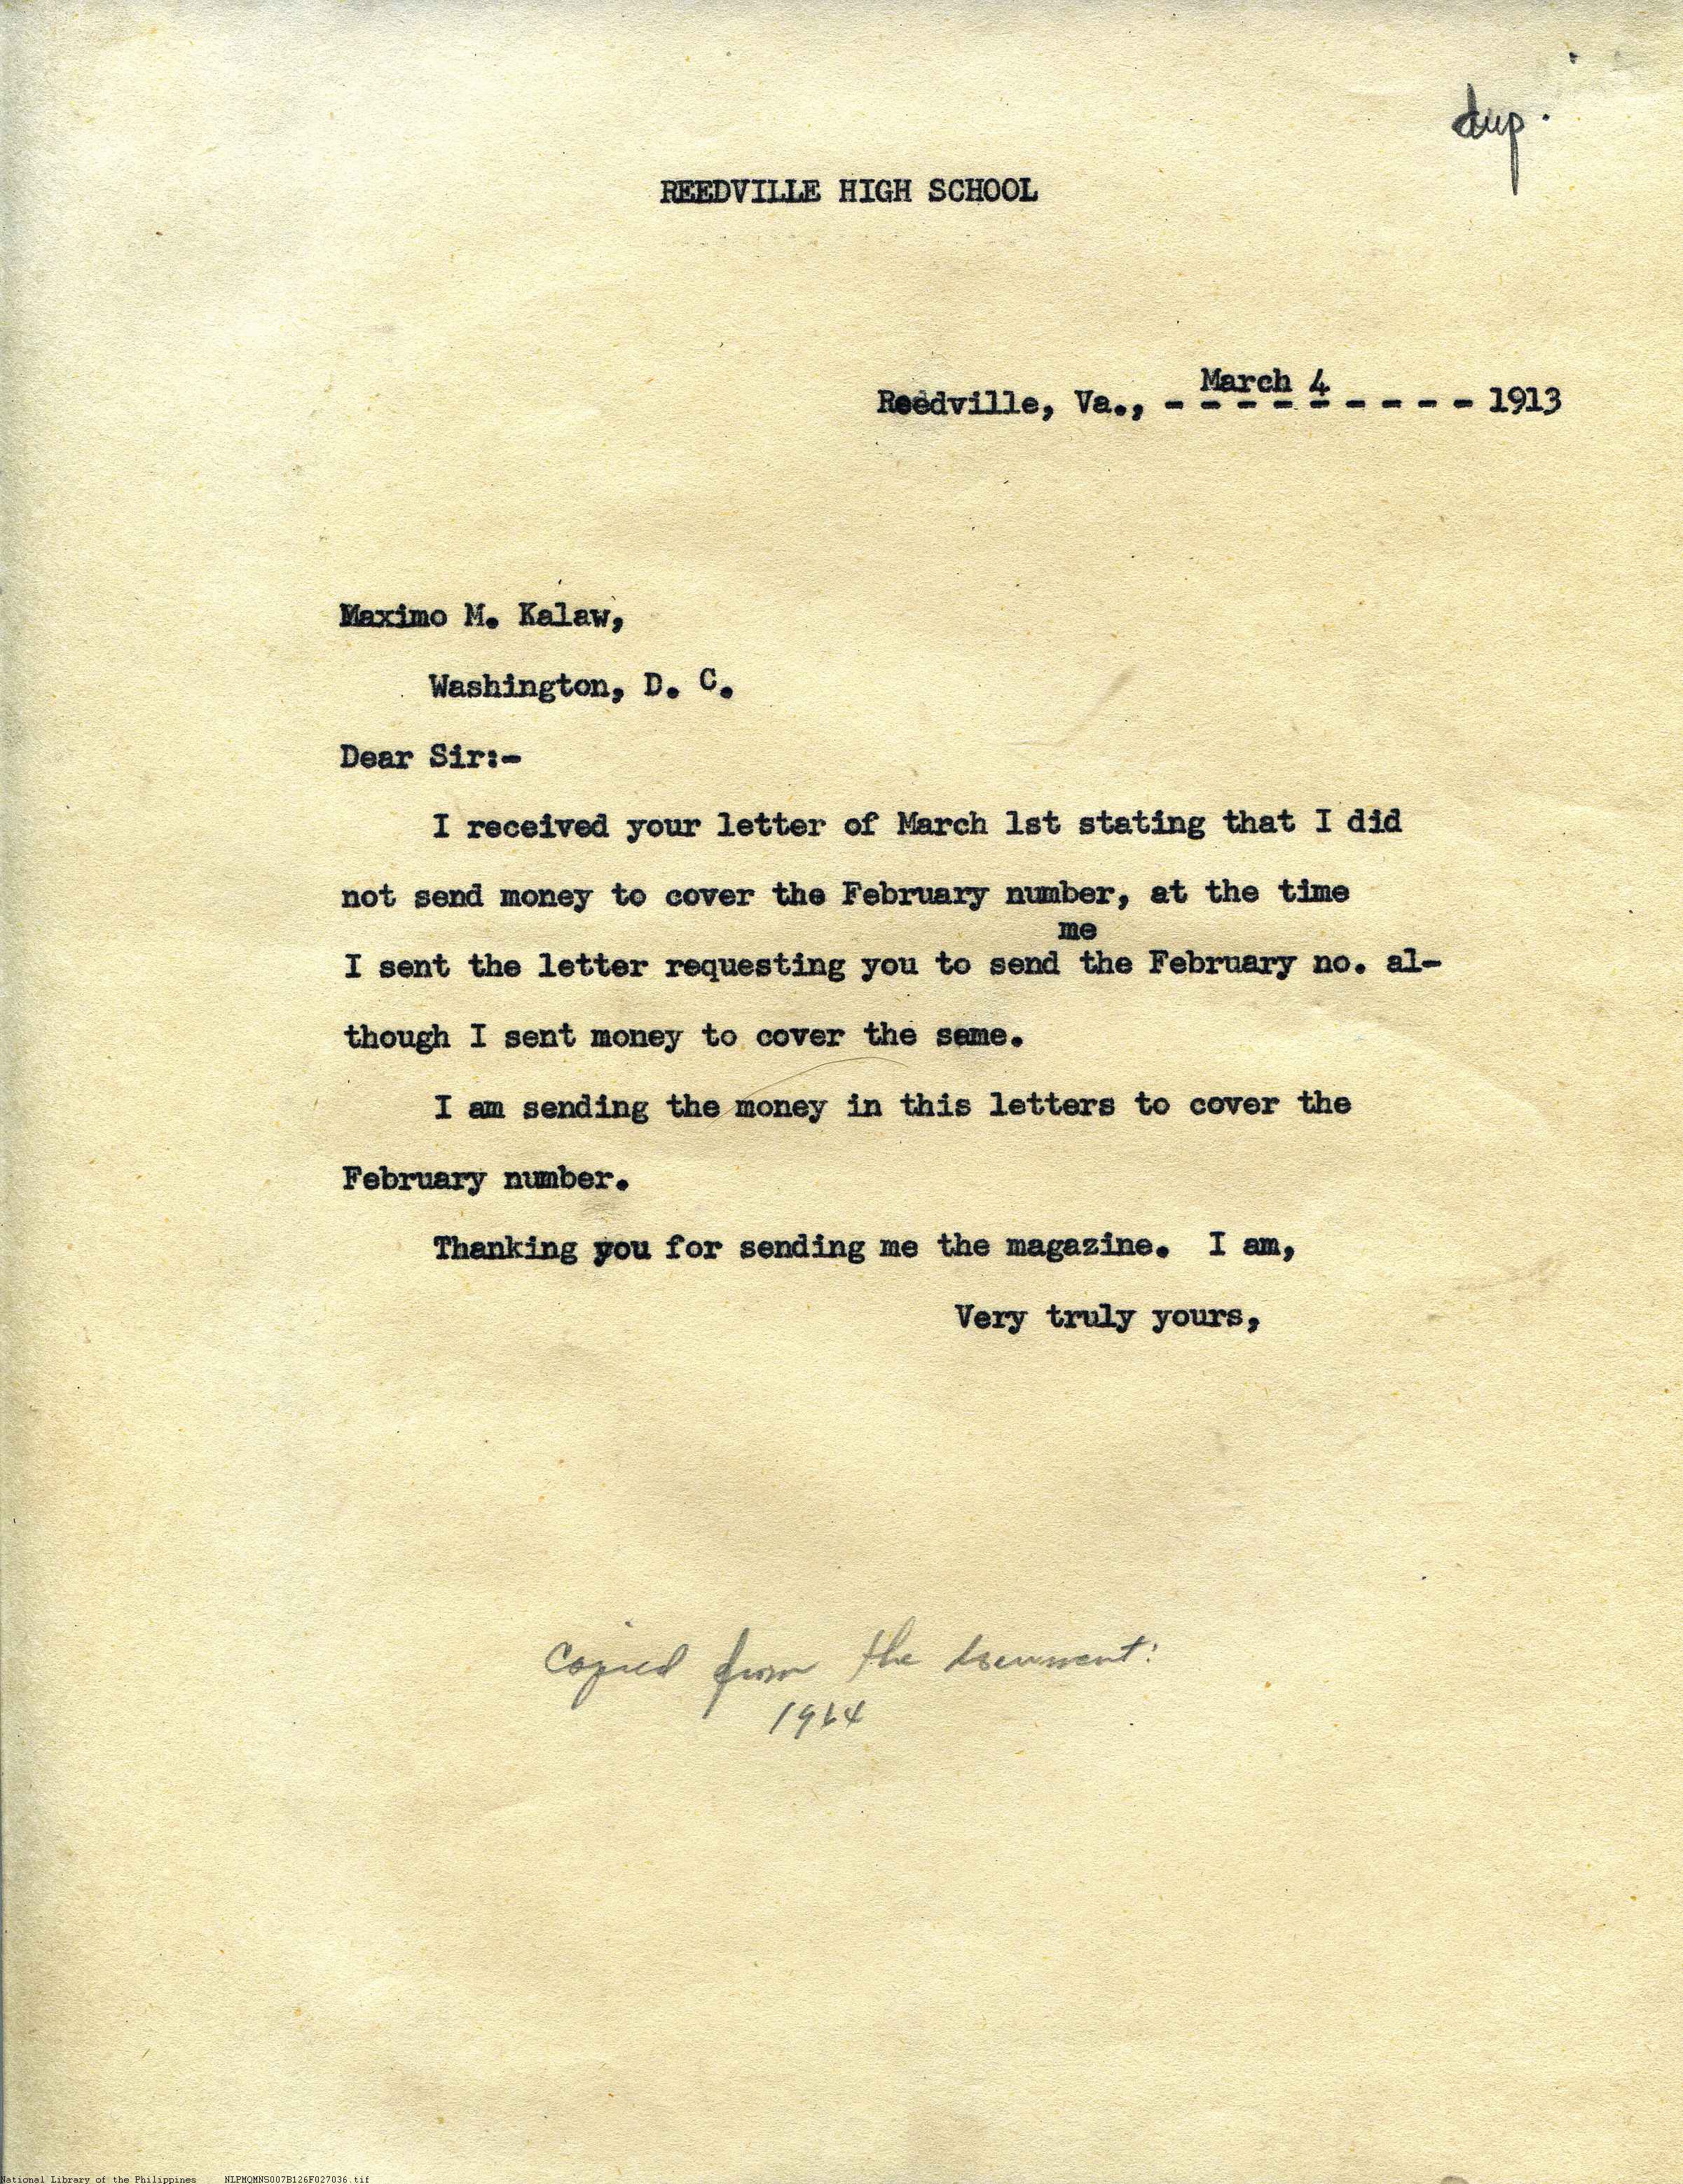 dup.
REEDVILLE HIGH SCHOOL
March 4
Reedville, Va., - - - - - - - - - 1913
Maximo M. Kalaw,
Washington, D. C.
Dear Sir:-
I received your letter of March 1st stating that I did
not send money to cover the February number, at the time
me
I sent the letter requesting you to send the February no. al-
though I sent money to cover the same.
I am sending the money in this letters to cover the
February number.
Thanking you for sending me the magazine. I am,
Very truly yours,
Copied from the document:
1964
National Library of the Philippines NLPMQMNS007B126F027036.tif